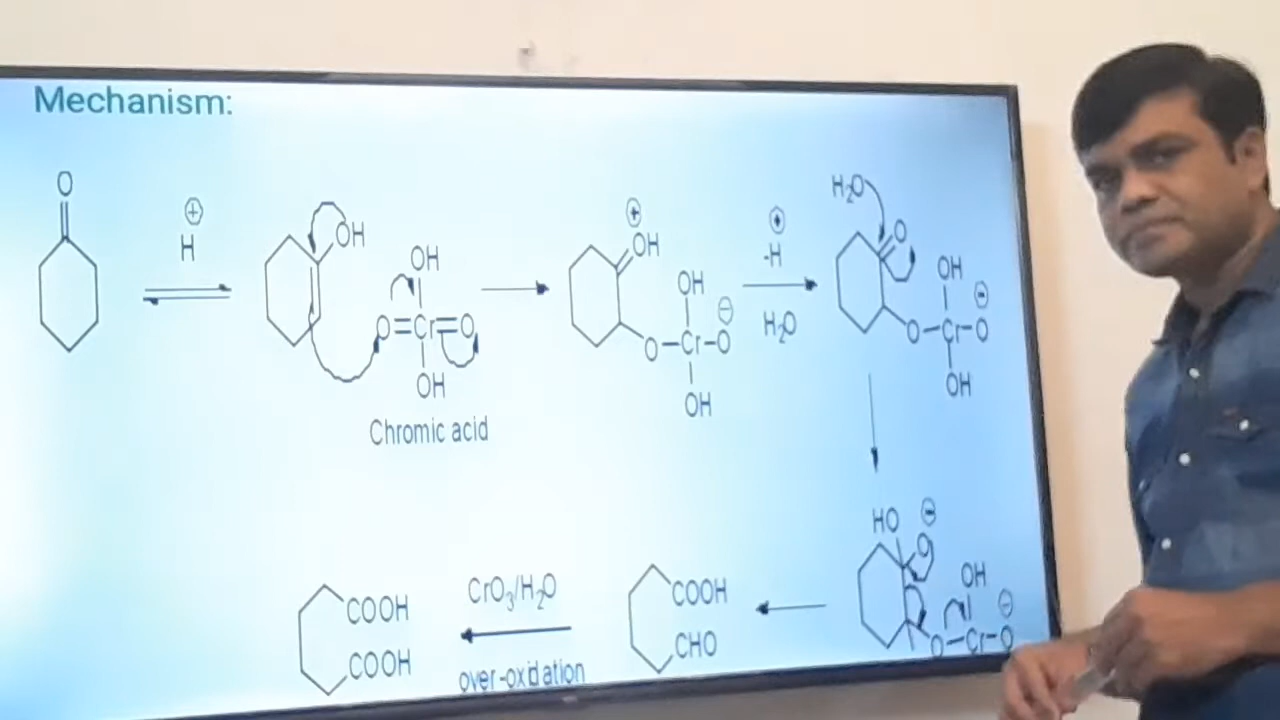 Mechanism:
O
⊕
H
OH
OH
O=Cr=O
OH
Chromic acid
⊕
OH
OH
⊖
O–Cr–O
OH
⊕
-H
H₂O
H₂O
O
OH
⊖
O–Cr–O
OH
HO
⊖
O
OH
⊖
O–Cr–O
COOH
CHO
CrO₃/H₂O
over-oxidation
COOH
COOH